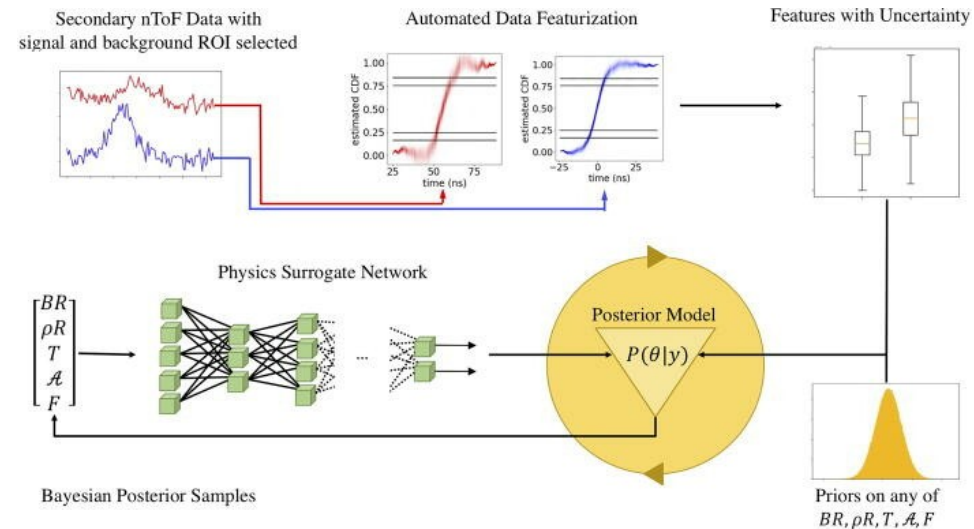 Secondary nToF Data with
signal and background ROI selected
Automated Data Featurization
Features with Uncertainty
estimated CDF
1.00
0.75
0.50
0.25
0.00
25
50
75
time (ns)
estimated CDF
1.00
0.75
0.50
0.25
0.00
−25
0
25
time (ns)
Physics Surrogate Network
BR
ρR
T
𝒜
F
...
Posterior Model
P(θ|y)
Bayesian Posterior Samples
Priors on any of
BR, ρR, T, 𝒜, F